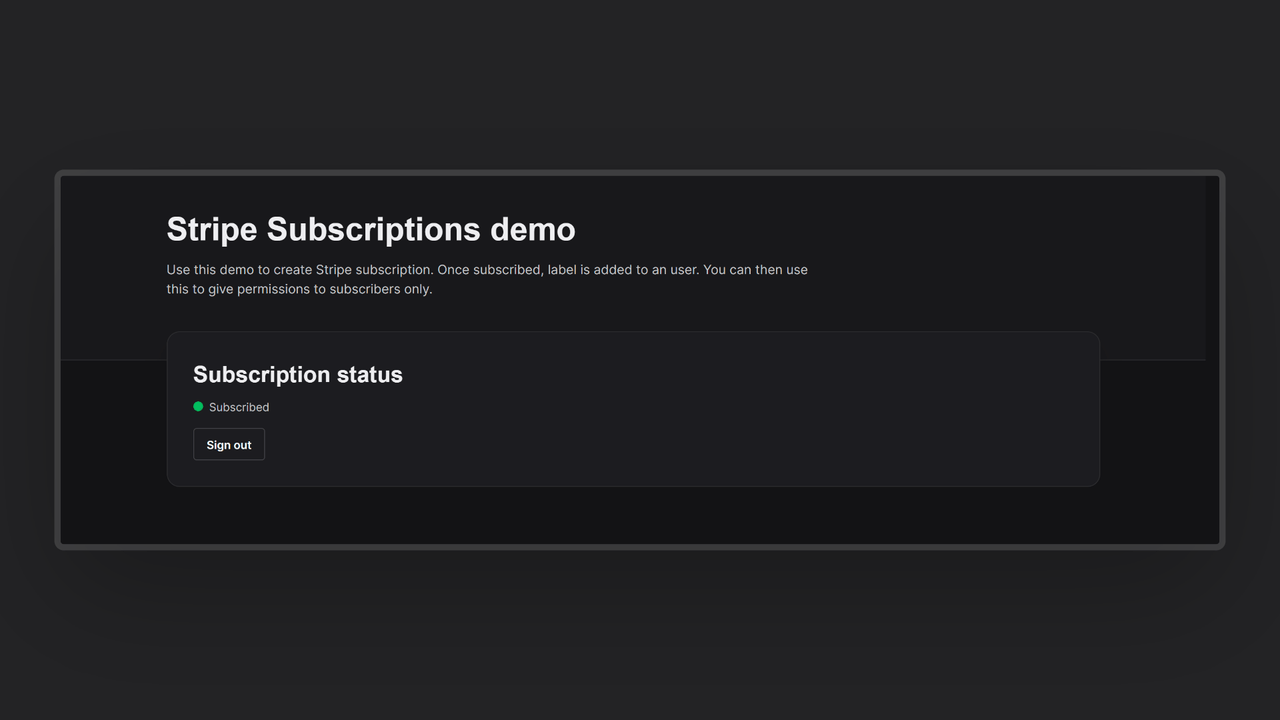 Stripe Subscriptions demo
Use this demo to create Stripe subscription. Once subscribed, label is added to an user. You can then use
this to give permissions to subscribers only.
Subscription status
Subscribed
Sign out